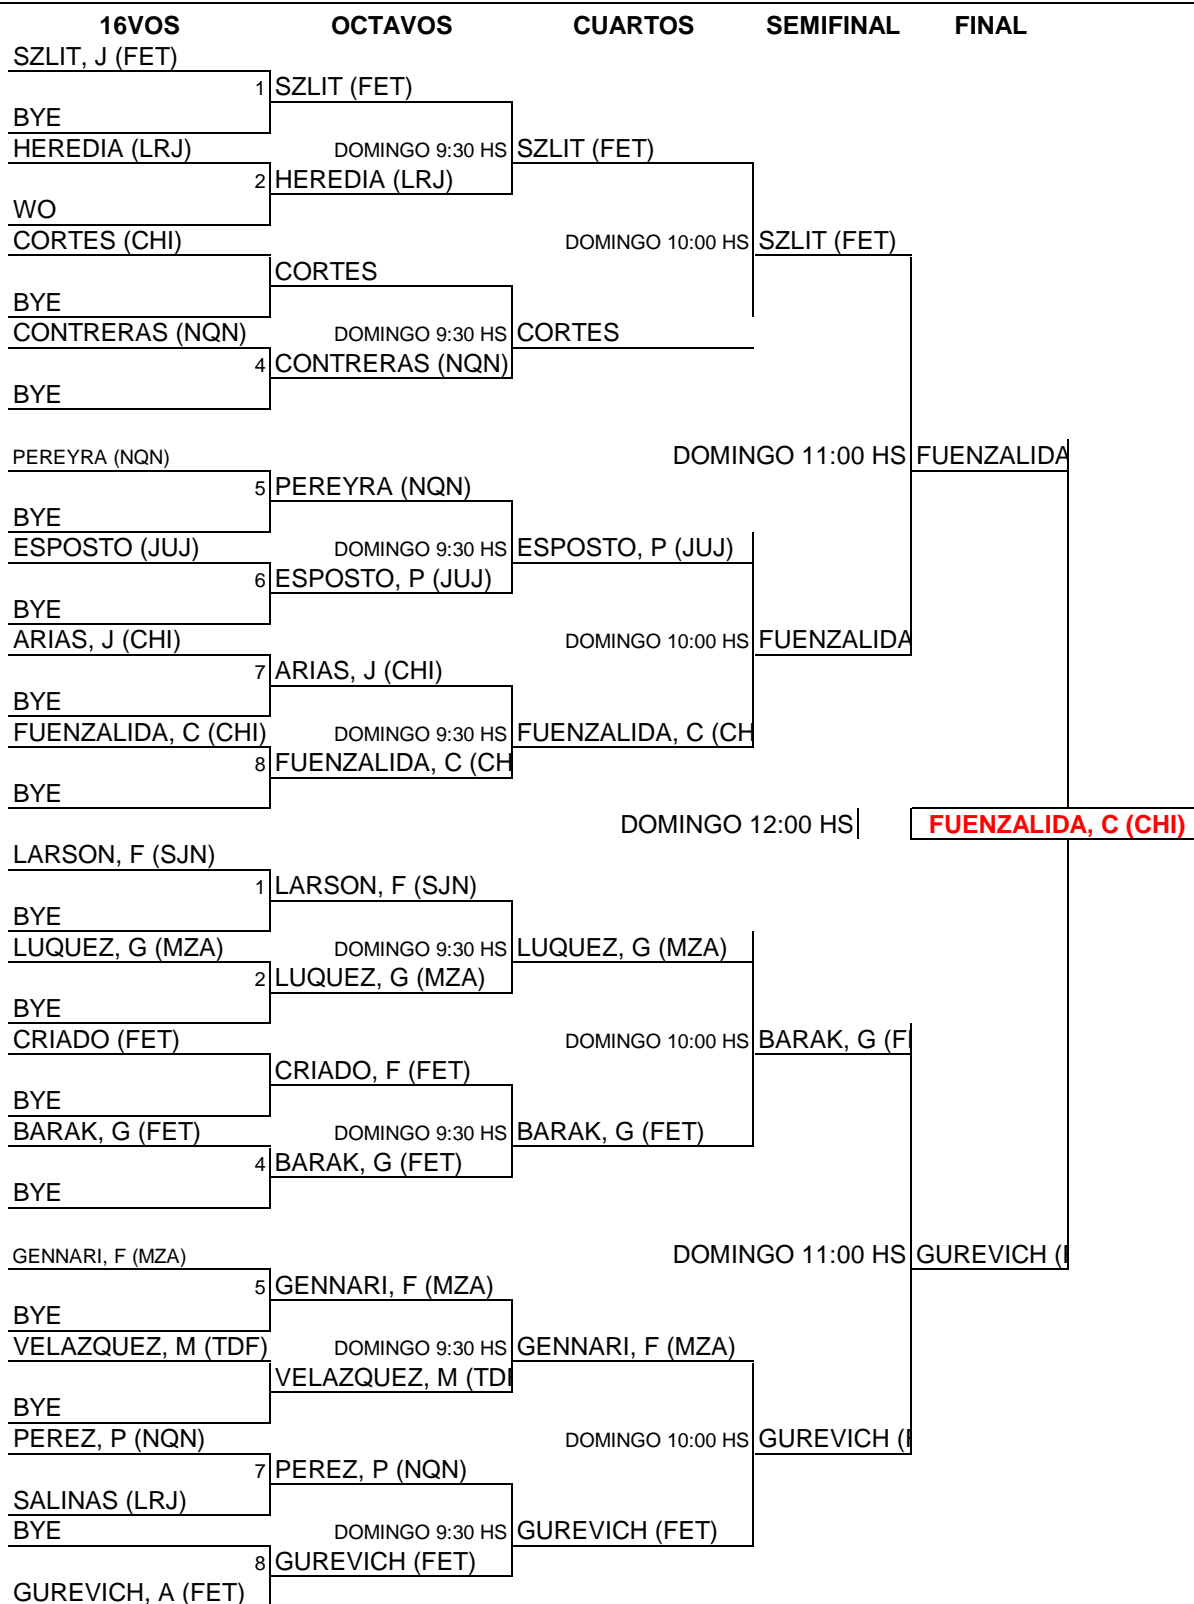 16VOS OCTAVOS CUARTOS SEMIFINAL FINAL
SZLIT, J (FET)
1 SZLIT (FET)
BYE
HEREDIA (LRJ) DOMINGO 9:30 HS SZLIT (FET)
2 HEREDIA (LRJ)
WO
CORTES (CHI) DOMINGO 10:00 HS SZLIT (FET)
CORTES
BYE
CONTRERAS (NQN) DOMINGO 9:30 HS CORTES
4 CONTRERAS (NQN)
BYE
PEREYRA (NQN) DOMINGO 11:00 HS FUENZALIDA
5 PEREYRA (NQN)
BYE
ESPOSTO (JUJ) DOMINGO 9:30 HS ESPOSTO, P (JUJ)
6 ESPOSTO, P (JUJ)
BYE
ARIAS, J (CHI) DOMINGO 10:00 HS FUENZALIDA
7 ARIAS, J (CHI)
BYE
FUENZALIDA, C (CHI) DOMINGO 9:30 HS FUENZALIDA, C (CH
8 FUENZALIDA, C (CH
BYE
DOMINGO 12:00 HS FUENZALIDA, C (CHI)
LARSON, F (SJN)
1 LARSON, F (SJN)
BYE
LUQUEZ, G (MZA) DOMINGO 9:30 HS LUQUEZ, G (MZA)
2 LUQUEZ, G (MZA)
BYE
CRIADO (FET) DOMINGO 10:00 HS BARAK, G (F
CRIADO, F (FET)
BYE
BARAK, G (FET) DOMINGO 9:30 HS BARAK, G (FET)
4 BARAK, G (FET)
BYE
GENNARI, F (MZA) DOMINGO 11:00 HS GUREVICH (
5 GENNARI, F (MZA)
BYE
VELAZQUEZ, M (TDF) DOMINGO 9:30 HS GENNARI, F (MZA)
VELAZQUEZ, M (TD
BYE
PEREZ, P (NQN) DOMINGO 10:00 HS GUREVICH (
7 PEREZ, P (NQN)
SALINAS (LRJ)
BYE DOMINGO 9:30 HS GUREVICH (FET)
8 GUREVICH (FET)
GUREVICH, A (FET)